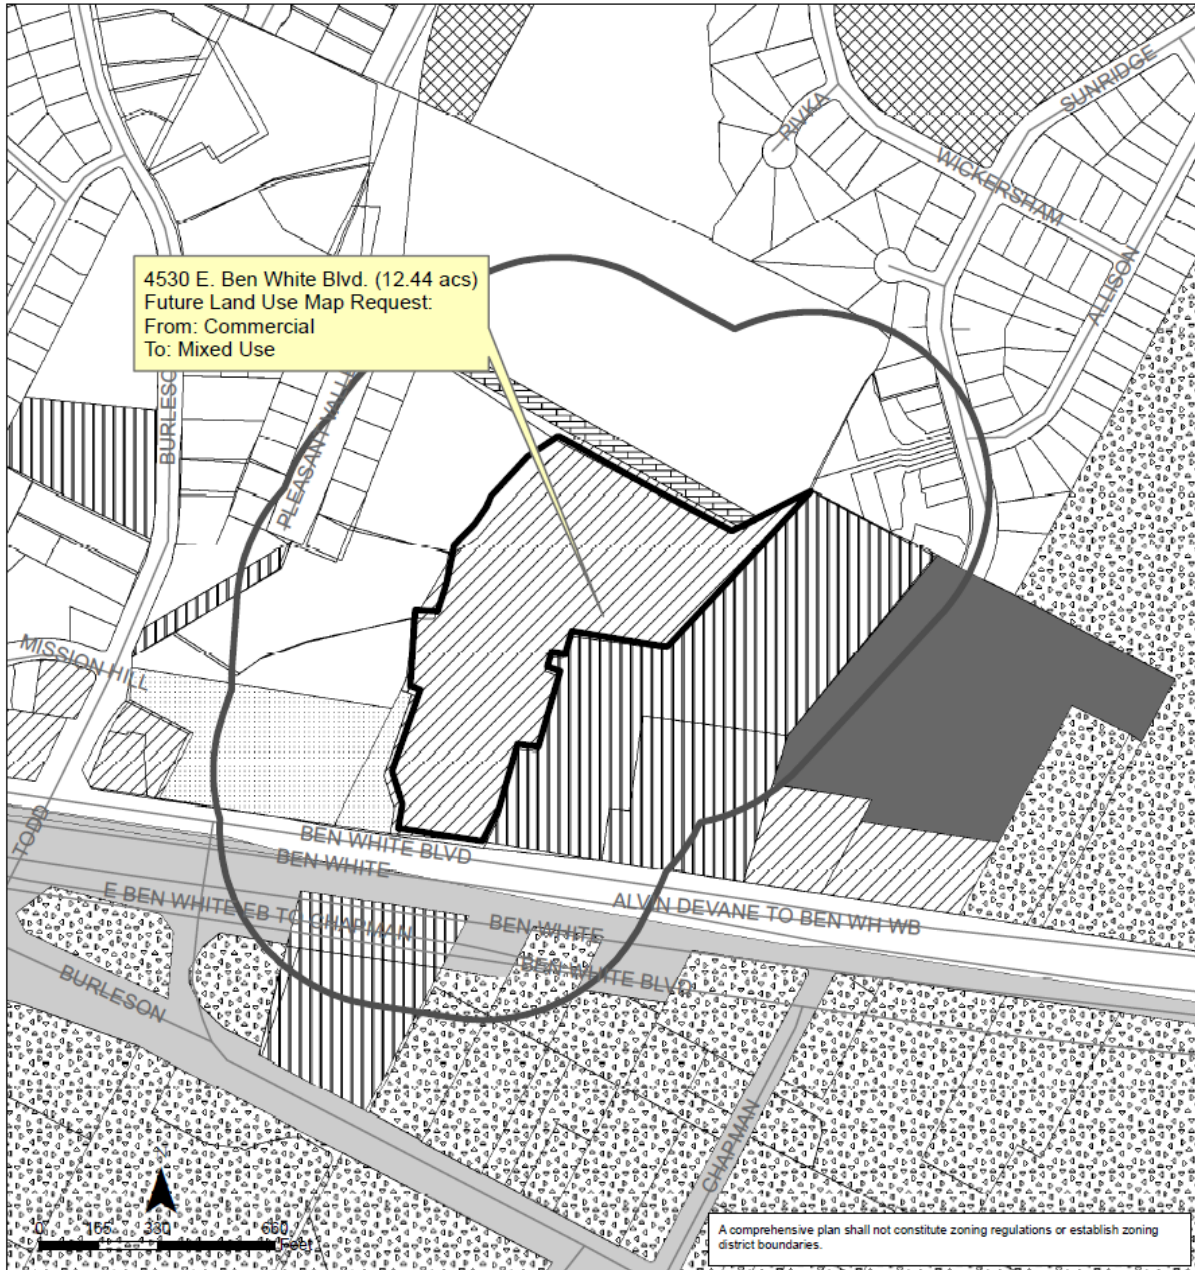 SUNRIDGE
RIVKA
WICKERSHAM
ALLISON
4530 E. Ben White Blvd. (12.44 acs)
Future Land Use Map Request:
From: Commercial
To: Mixed Use
BURLESO
PLEASANT VALLE
MISSION HILL
TODD
BEN WHITE BLVD
BEN WHITE
ALVIN DEVANE TO BEN WH WB
E BEN WHITE EB TO CHAPMAN
BEN WHITE
BEN WHITE BLVD
BURLESON
CHAPMAN
0 165 330 660
Feet
A comprehensive plan shall not constitute zoning regulations or establish zoning
district boundaries.